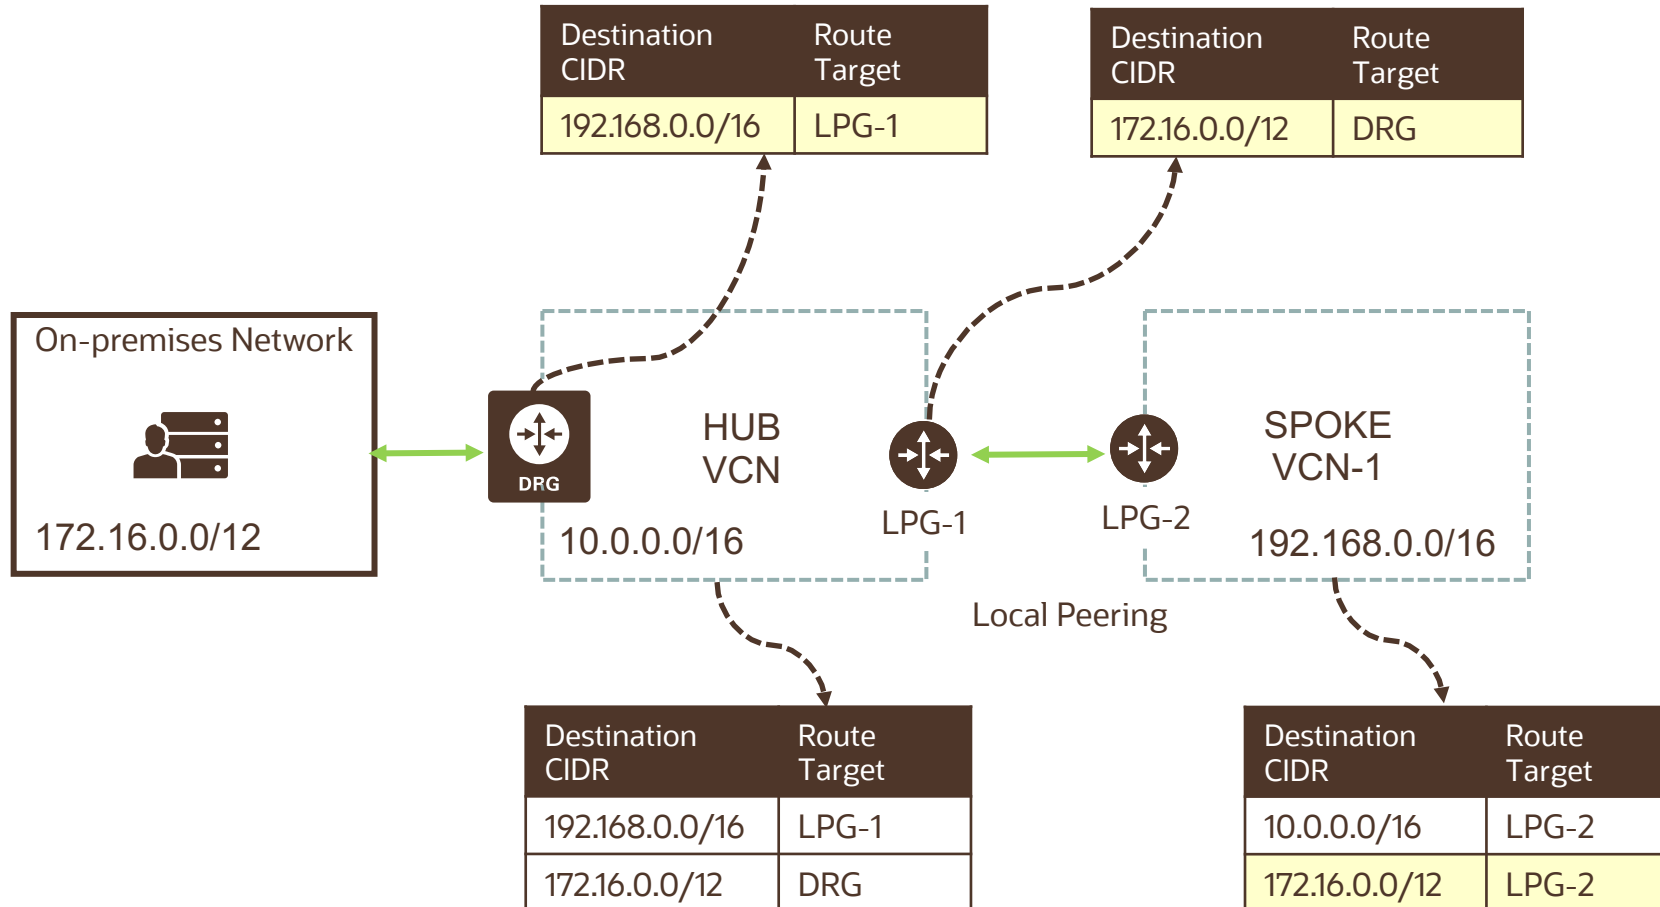 Destination CIDR
Route Target
192.168.0.0/16
LPG-1
Destination CIDR
Route Target
172.16.0.0/12
DRG
On-premises Network
172.16.0.0/12
DRG
HUB
VCN
10.0.0.0/16
LPG-1
LPG-2
SPOKE
VCN-1
192.168.0.0/16
Local Peering
Destination CIDR
Route Target
192.168.0.0/16
LPG-1
172.16.0.0/12
DRG
Destination CIDR
Route Target
10.0.0.0/16
LPG-2
172.16.0.0/12
LPG-2